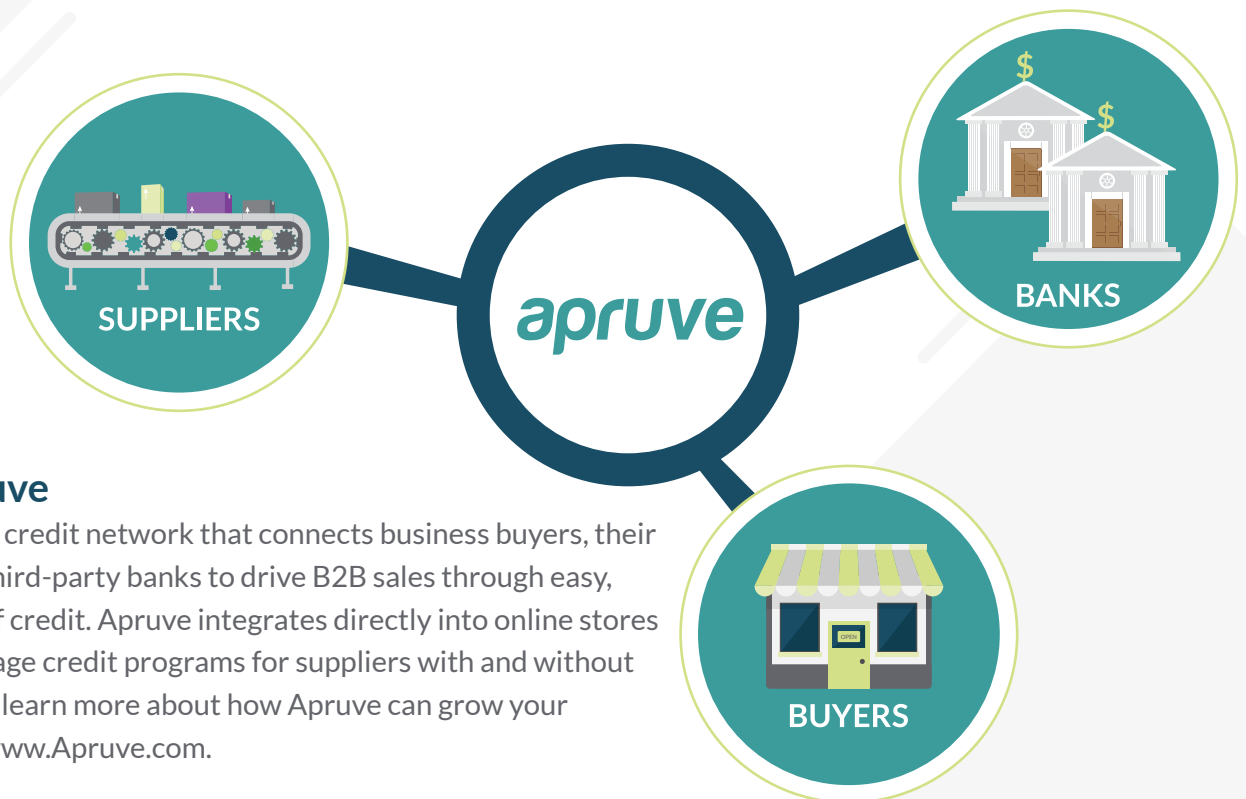 $
$
SUPPLIERS
apruve
BANKS
uve
credit network that connects business buyers, their
hird-party banks to drive B2B sales through easy,
f credit. Apruve integrates directly into online stores
age credit programs for suppliers with and without
learn more about how Apruve can grow your
ww.Apruve.com.
OPEN
BUYERS